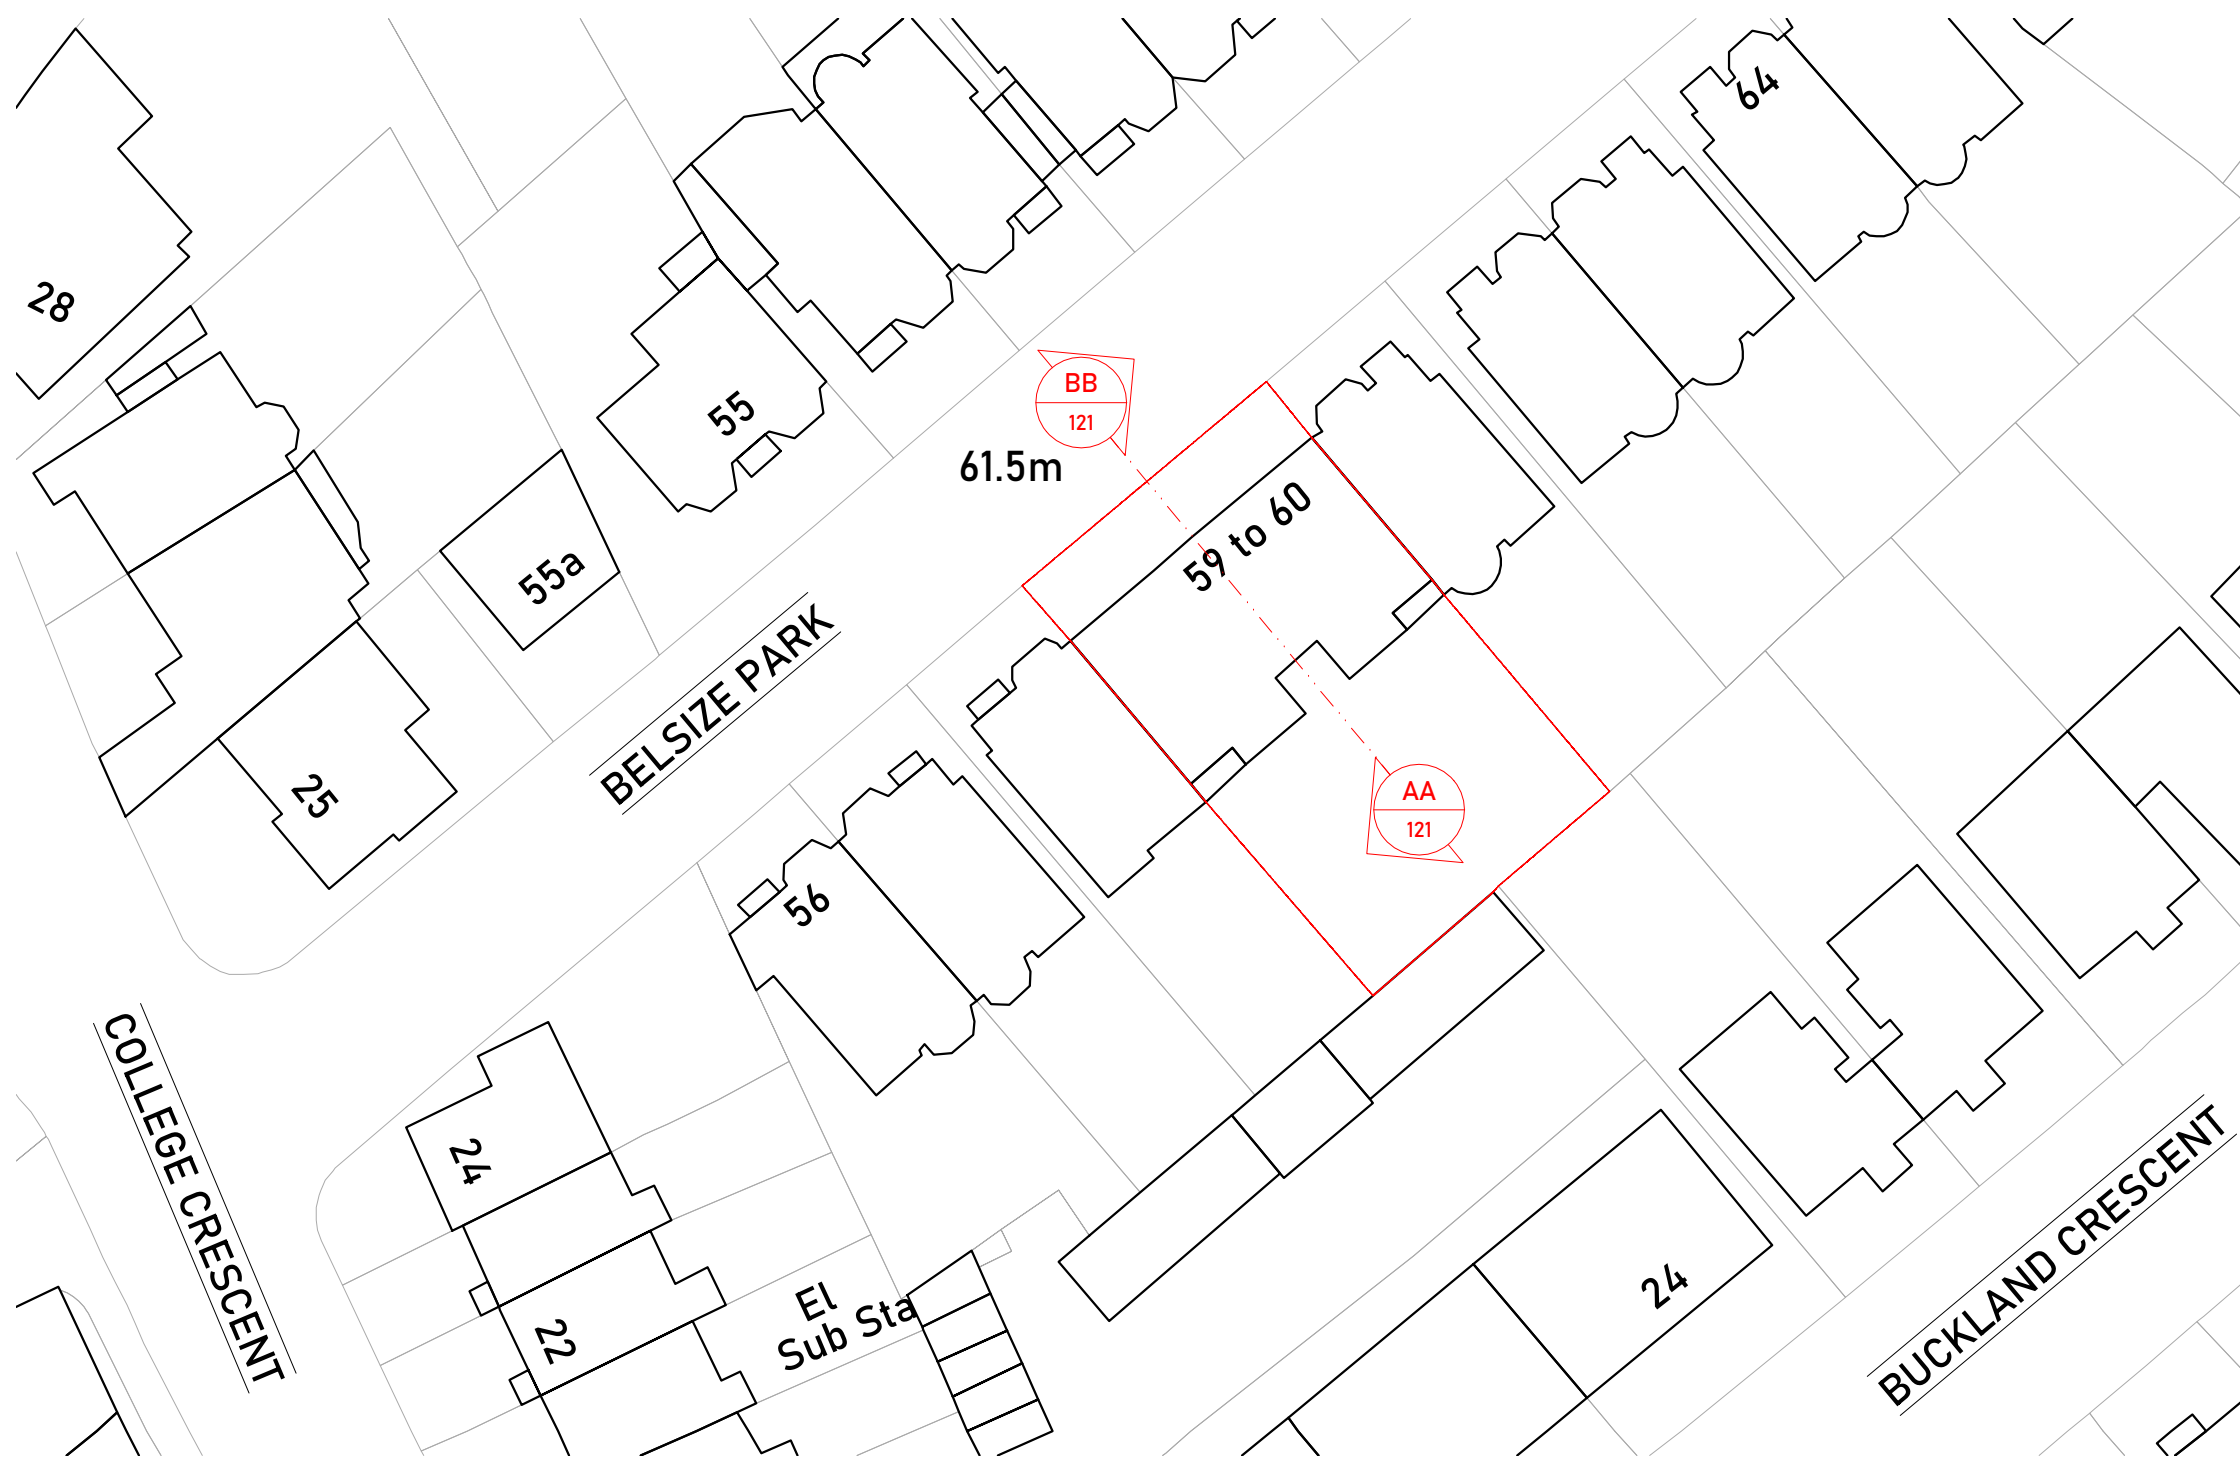 64
28
BB
121
55
61.5m
59 to 60
55a
BELSIZE PARK
25
AA
121
56
COLLEGE CRESCENT
24
22
El
Sub Sta
24
BUCKLAND CRESCENT